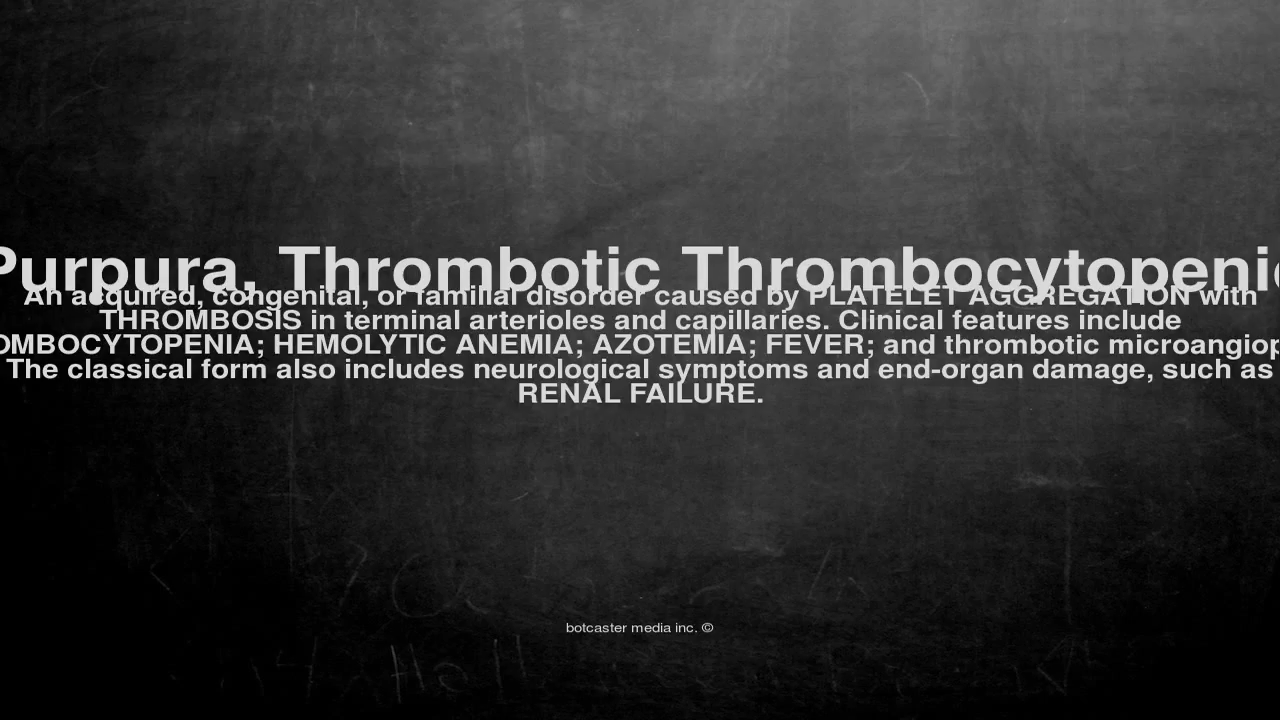 Purpura, Thrombotic Thrombocytopenic
An acquired, congenital, or familial disorder caused by PLATELET AGGREGATION with
THROMBOSIS in terminal arterioles and capillaries. Clinical features include
OMBOCYTOPENIA; HEMOLYTIC ANEMIA; AZOTEMIA; FEVER; and thrombotic microangiop
The classical form also includes neurological symptoms and end-organ damage, such as
RENAL FAILURE.
botcaster media inc. ©